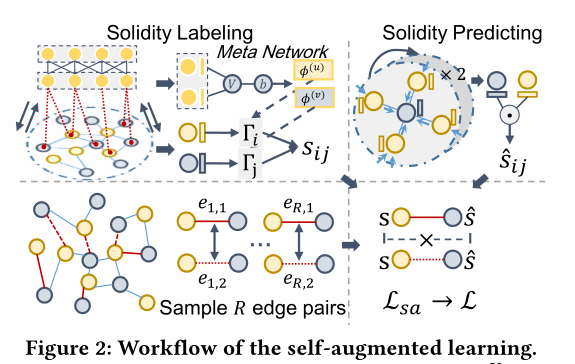 Solidity Labeling
Solidity Predicting
Meta Network
V b
ϕ(u)
ϕ(v)
Γi
Γj
sij
× 2
ŝij
e1,1 eR,1
...
e1,2 eR,2
Sample R edge pairs
s ŝ
×
s ŝ
Lsa → L
Figure 2: Workflow of the self-augmented learning.